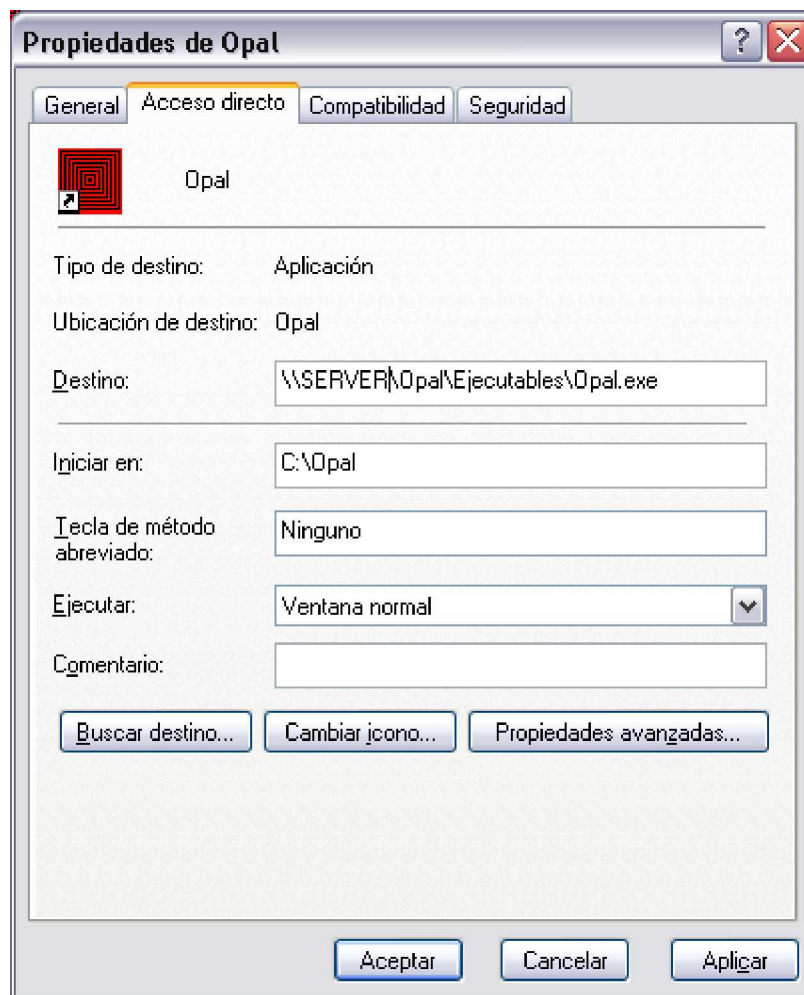 Propiedades de Opal
General Acceso directo Compatibilidad Seguridad
Opal
Tipo de destino: Aplicación
Ubicación de destino: Opal
Destino: \\SERVER\Opal\Ejecutables\Opal.exe
Iniciar en: C:\Opal
Tecla de método abreviado: Ninguno
Ejecutar: Ventana normal
Comentario:
Buscar destino... Cambiar icono... Propiedades avanzadas...
Aceptar Cancelar Aplicar